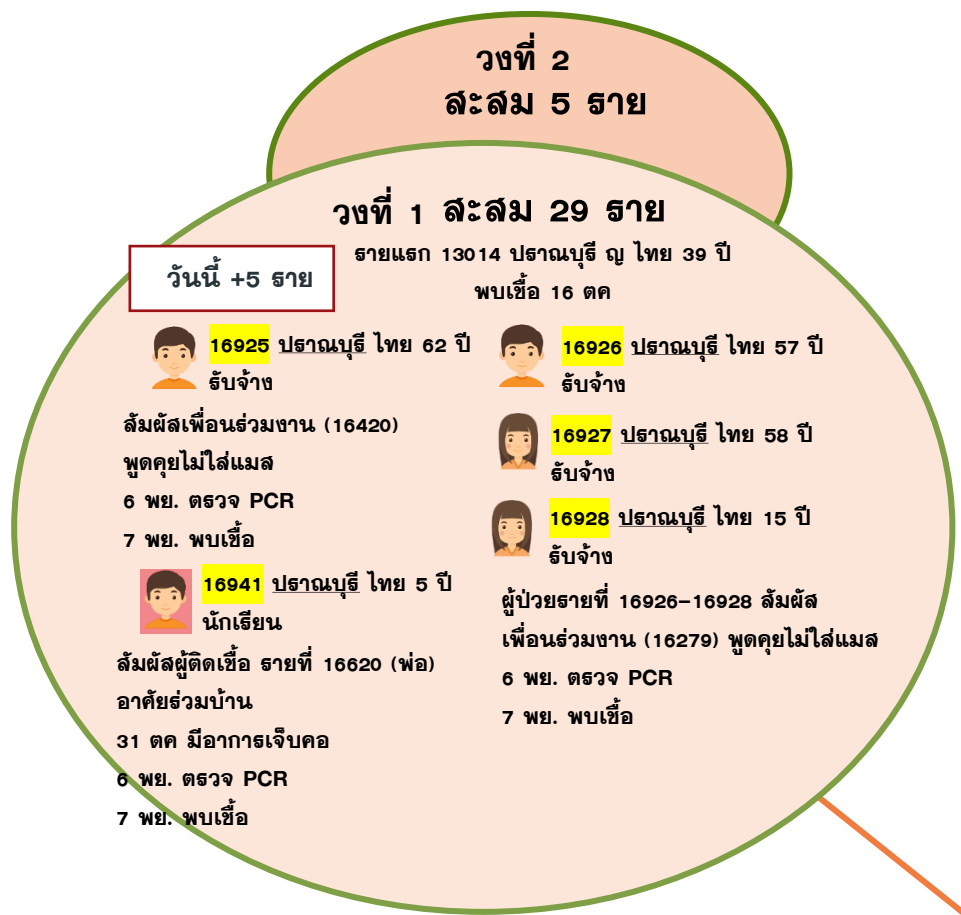 วงที่ 2
สะสม 5 ราย
วงที่ 1 สะสม 29 ราย
วันนี้ +5 ราย
รายแรก 13014 ปราณบุรี ญ ไทย 39 ปี
พบเชื้อ 16 ตค
16925 ปราณบุรี ไทย 62 ปี
รับจ้าง
สัมผัสเพื่อนร่วมงาน (16420)
พูดคุยไม่ใส่แมส
6 พย. ตรวจ PCR
7 พย. พบเชื้อ
16941 ปราณบุรี ไทย 5 ปี
นักเรียน
สัมผัสผู้ติดเชื้อ รายที่ 16620 (พ่อ)
อาศัยร่วมบ้าน
31 ตค มีอาการเจ็บคอ
6 พย. ตรวจ PCR
7 พย. พบเชื้อ
16926 ปราณบุรี ไทย 57 ปี
รับจ้าง
16927 ปราณบุรี ไทย 58 ปี
รับจ้าง
16928 ปราณบุรี ไทย 15 ปี
รับจ้าง
ผู้ป่วยรายที่ 16926-16928 สัมผัส
เพื่อนร่วมงาน (16279) พูดคุยไม่ใส่แมส
6 พย. ตรวจ PCR
7 พย. พบเชื้อ